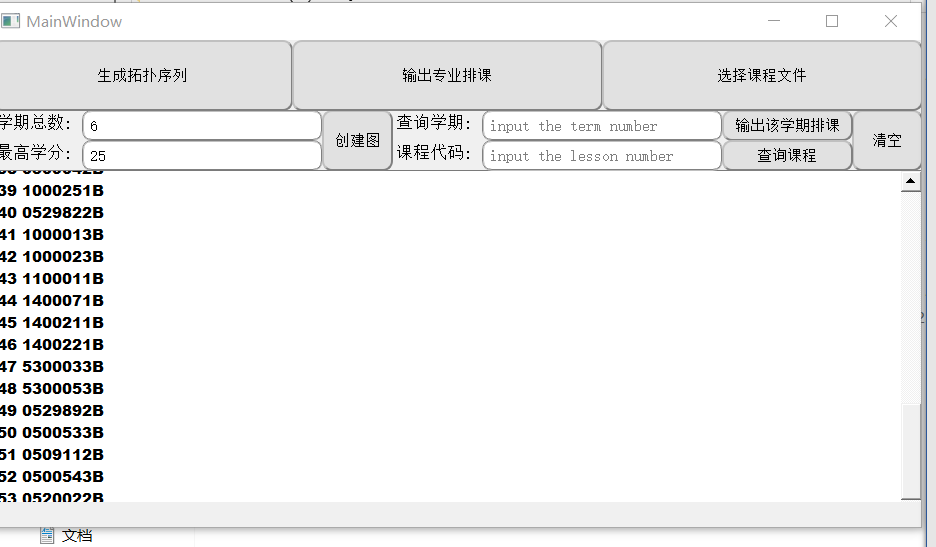 MainWindow
生成拓扑序列 输出专业排课 选择课程文件
学期总数: 6 创建图 查询学期: input the term number 输出该学期排课 清空
最高学分: 25 课程代码: input the lesson number 查询课程
39 1000251B
40 0529822B
41 1000013B
42 1000023B
43 1100011B
44 1400071B
45 1400211B
46 1400221B
47 5300033B
48 5300053B
49 0529892B
50 0500533B
51 0509112B
52 0500543B
53 0520022B
文档